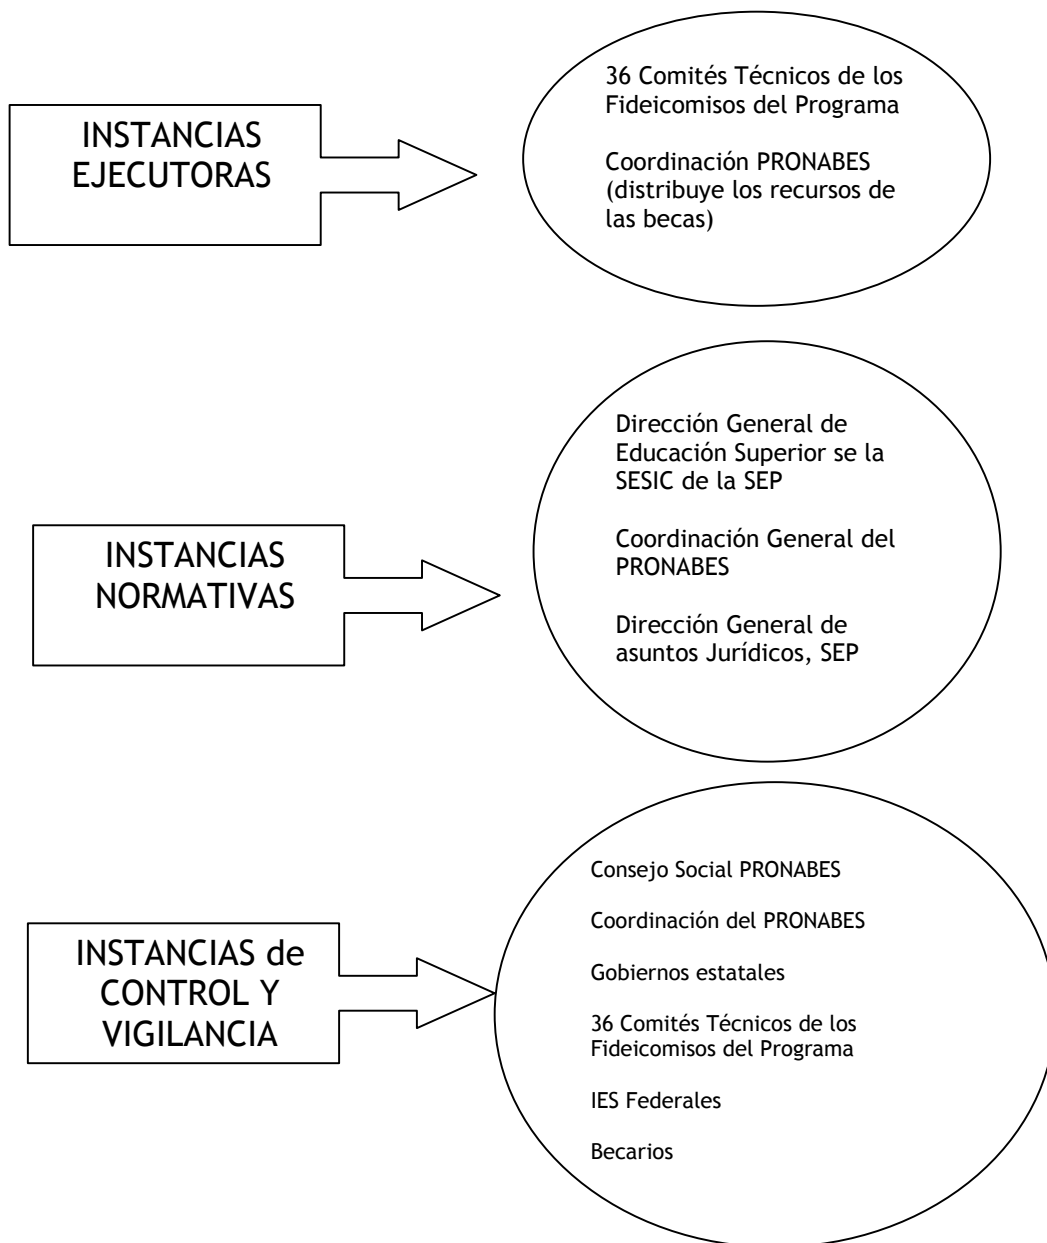 INSTANCIAS
EJECUTORAS
36 Comités Técnicos de los
Fideicomisos del Programa
Coordinación PRONABES
(distribuye los recursos de
las becas)
INSTANCIAS
NORMATIVAS
Dirección General de
Educación Superior se la
SESIC de la SEP
Coordinación General del
PRONABES
Dirección General de
asuntos Jurídicos, SEP
INSTANCIAS de
CONTROL Y
VIGILANCIA
Consejo Social PRONABES
Coordinación del PRONABES
Gobiernos estatales
36 Comités Técnicos de los
Fideicomisos del Programa
IES Federales
Becarios